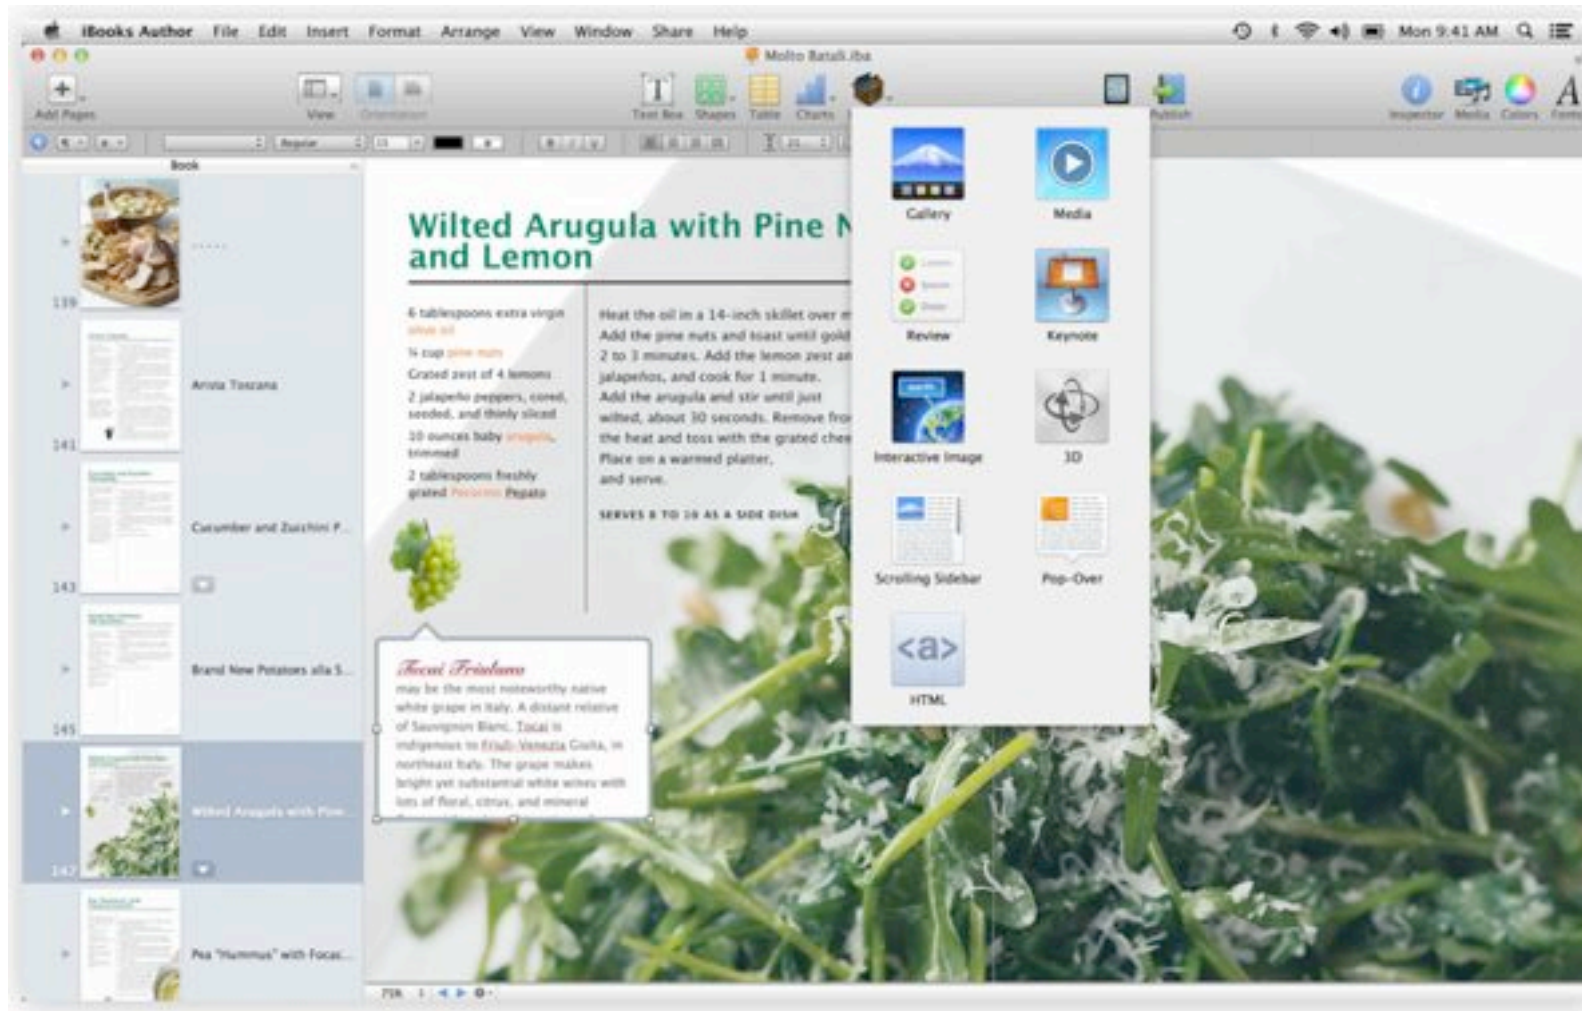 iBooks Author File Edit Insert Format Arrange View Window Share Help
Mon 9:41 AM
Molto Batali.iba
Add Pages
View
Orientation
Text Box
Shapes
Table
Charts
Publish
Inspector
Media
Colors
Fonts
Regular
Book
139
Arista Toscana
141
Cucumber and Zucchini P...
143
Brand New Potatoes alla S...
145
Wilted Arugula with Pine...
147
Pea "Hummus" with Focac...
Wilted Arugula with Pine N
and Lemon
6 tablespoons extra virgin
olive oil
¼ cup pine nuts
Grated zest of 4 lemons
2 jalapeño peppers, cored,
seeded, and thinly sliced
10 ounces baby arugula,
trimmed
2 tablespoons freshly
grated Pecorino Pepato
Heat the oil in a 14-inch skillet over m
Add the pine nuts and toast until gold
2 to 3 minutes. Add the lemon zest an
jalapeños, and cook for 1 minute.
Add the arugula and stir until just
wilted, about 30 seconds. Remove from
the heat and toss with the grated chee
Place on a warmed platter,
and serve.
SERVES 8 TO 10 AS A SIDE DISH
Tocai Friulano
may be the most noteworthy native
white grape in Italy. A distant relative
of Sauvignon Blanc, Tocai is
indigenous to Friuli-Venezia Giulia, in
northeast Italy. The grape makes
bright yet substantial white wines with
lots of floral, citrus, and mineral
Gallery
Media
Review
Keynote
Interactive Image
3D
Scrolling Sidebar
Pop-Over
<a>
HTML
75%